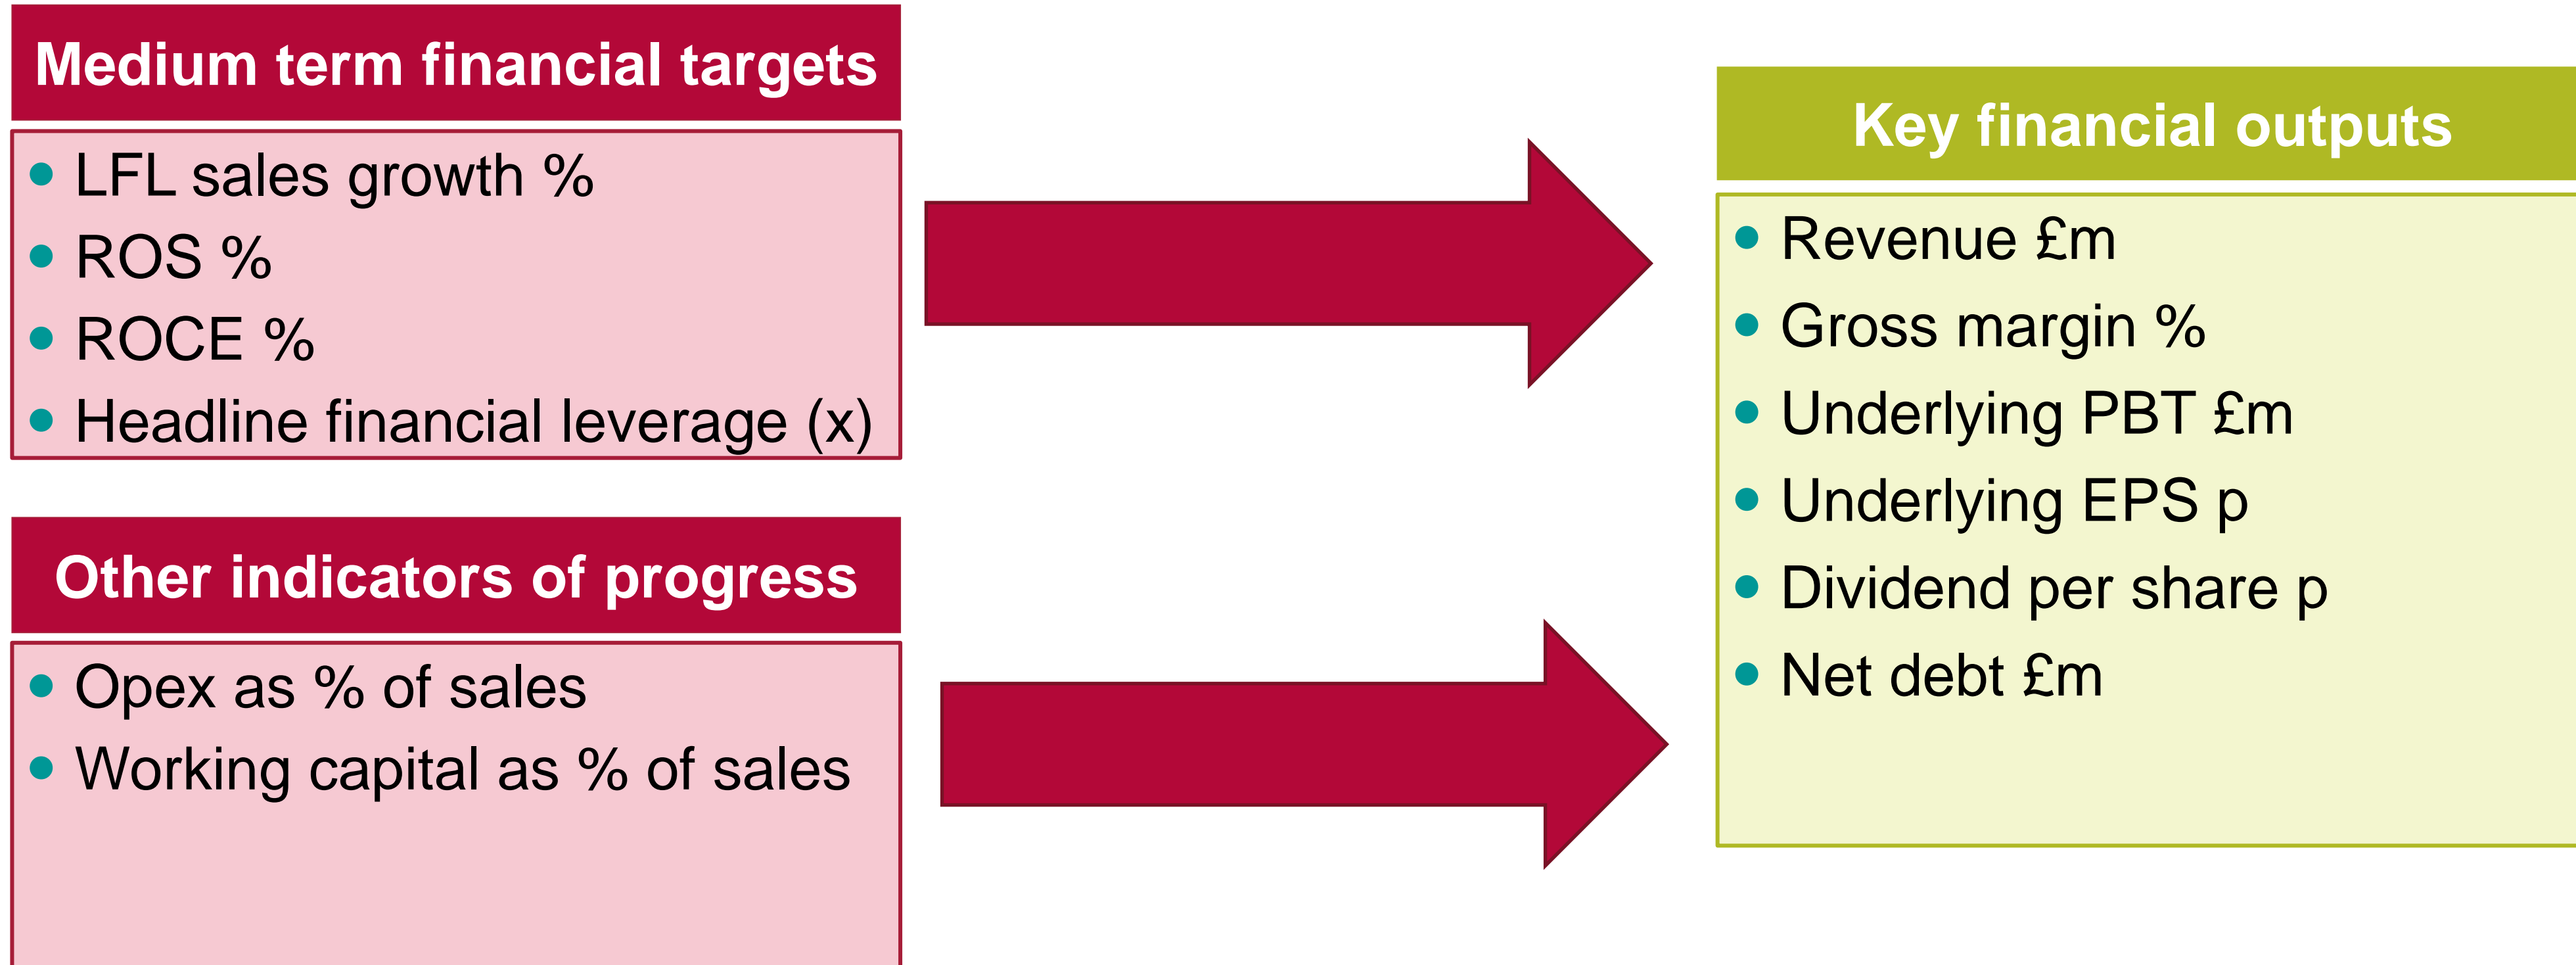 Medium term financial targets
• LFL sales growth %
• ROS %
• ROCE %
• Headline financial leverage (x)
Other indicators of progress
• Opex as % of sales
• Working capital as % of sales
Key financial outputs
• Revenue £m
• Gross margin %
• Underlying PBT £m
• Underlying EPS p
• Dividend per share p
• Net debt £m